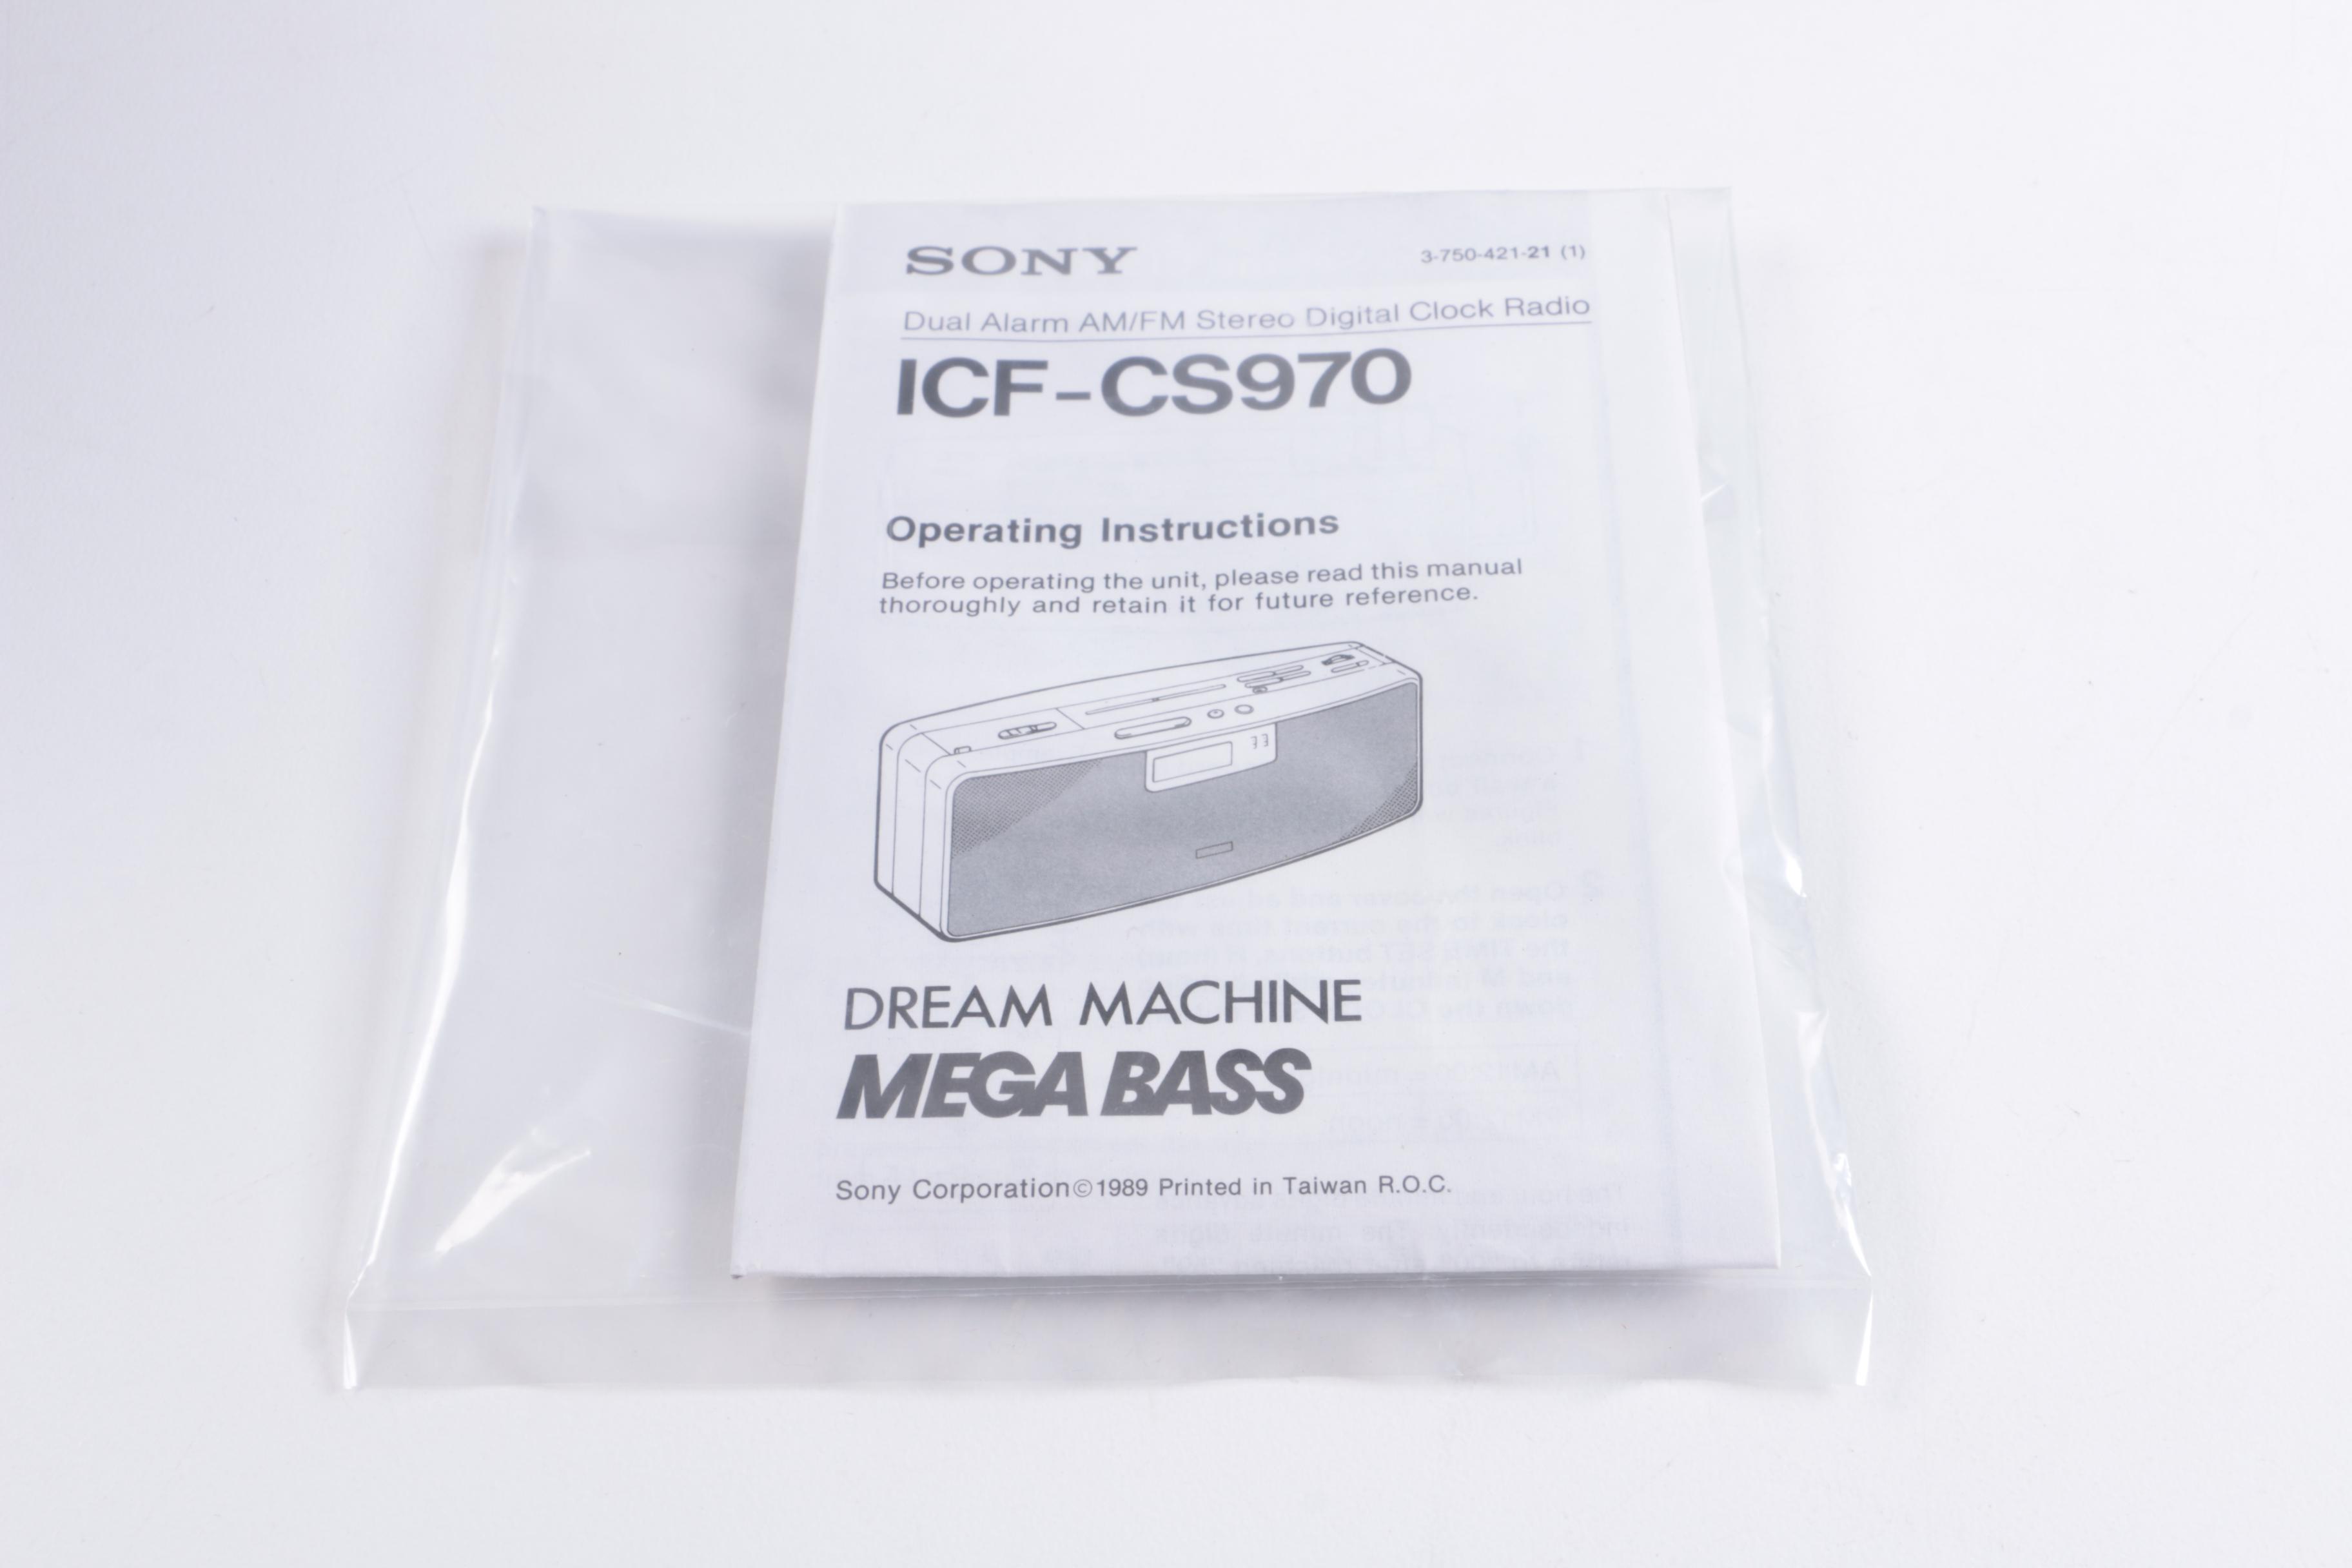 SONY
3-750-421-21 (1)
Dual Alarm AM/FM Stereo Digital Clock Radio
ICF-CS970
Operating Instructions
Before operating the unit, please read this manual
thoroughly and retain it for future reference.
DREAM MACHINE
MEGA BASS
Sony Corporation©1989 Printed in Taiwan R.O.C.